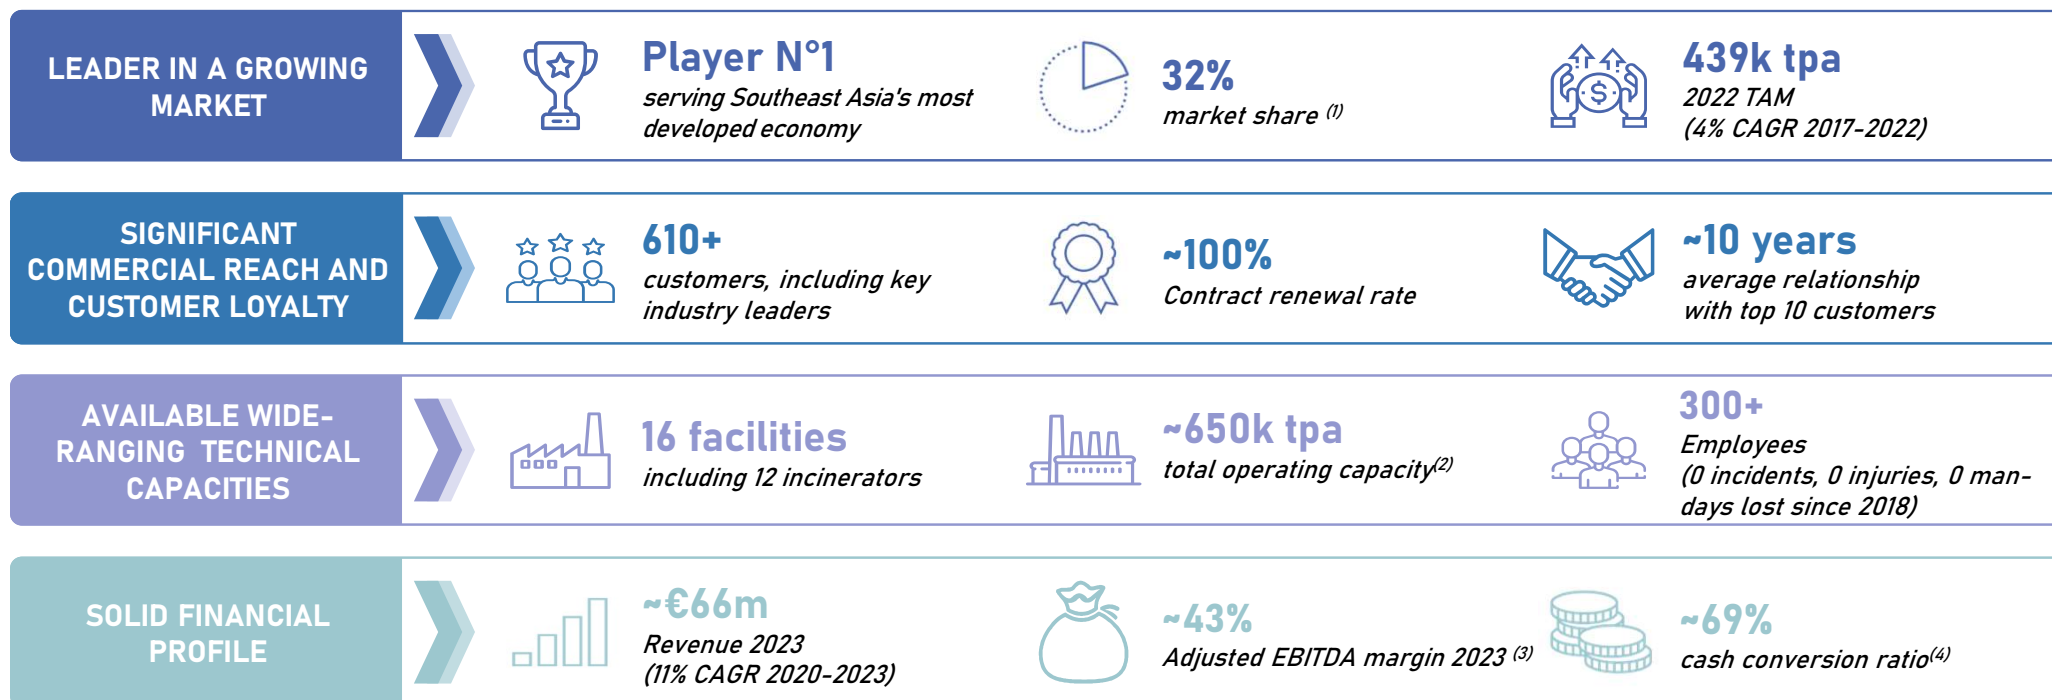 LEADER IN A GROWING
MARKET
Player N°1
serving Southeast Asia's most
developed economy
32%
market share (1)
439k tpa
2022 TAM
(4% CAGR 2017-2022)
SIGNIFICANT
COMMERCIAL REACH AND
CUSTOMER LOYALTY
610+
customers, including key
industry leaders
~100%
Contract renewal rate
~10 years
average relationship
with top 10 customers
AVAILABLE WIDE-
RANGING TECHNICAL
CAPACITIES
16 facilities
including 12 incinerators
~650k tpa
total operating capacity(2)
300+
Employees
(0 incidents, 0 injuries, 0 man-
days lost since 2018)
SOLID FINANCIAL
PROFILE
~€66m
Revenue 2023
(11% CAGR 2020-2023)
~43%
Adjusted EBITDA margin 2023 (3)
~69%
cash conversion ratio(4)